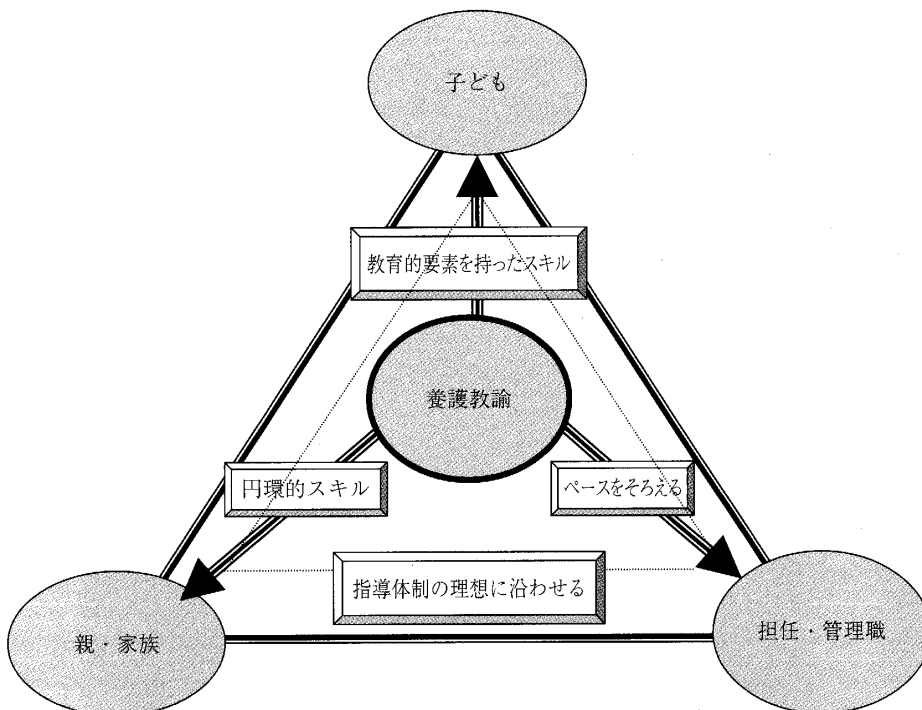 子ども
教育的要素を持ったスキル
養護教諭
円環的スキル
ペースをそろえる
指導体制の理想に沿わせる
親・家族
担任・管理職